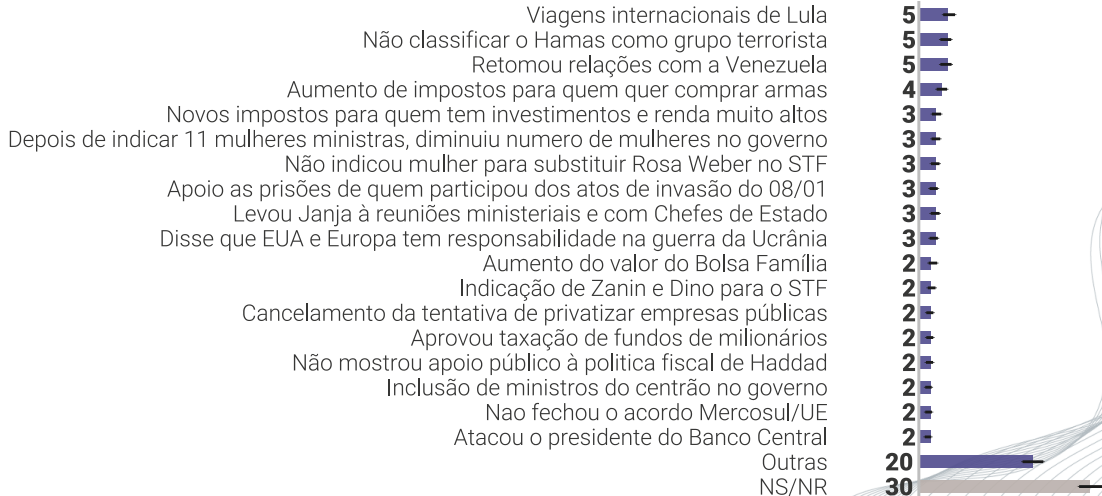 Viagens internacionais de Lula 5
Não classificar o Hamas como grupo terrorista 5
Retomou relações com a Venezuela 5
Aumento de impostos para quem quer comprar armas 4
Novos impostos para quem tem investimentos e renda muito altos 3
Depois de indicar 11 mulheres ministras, diminuiu numero de mulheres no governo 3
Não indicou mulher para substituir Rosa Weber no STF 3
Apoio as prisões de quem participou dos atos de invasão do 08/01 3
Levou Janja à reuniões ministeriais e com Chefes de Estado 3
Disse que EUA e Europa tem responsabilidade na guerra da Ucrânia 3
Aumento do valor do Bolsa Família 2
Indicação de Zanin e Dino para o STF 2
Cancelamento da tentativa de privatizar empresas públicas 2
Aprovou taxação de fundos de milionários 2
Não mostrou apoio público à politica fiscal de Haddad 2
Inclusão de ministros do centrão no governo 2
Nao fechou o acordo Mercosul/UE 2
Atacou o presidente do Banco Central 2
Outras 20
NS/NR 30